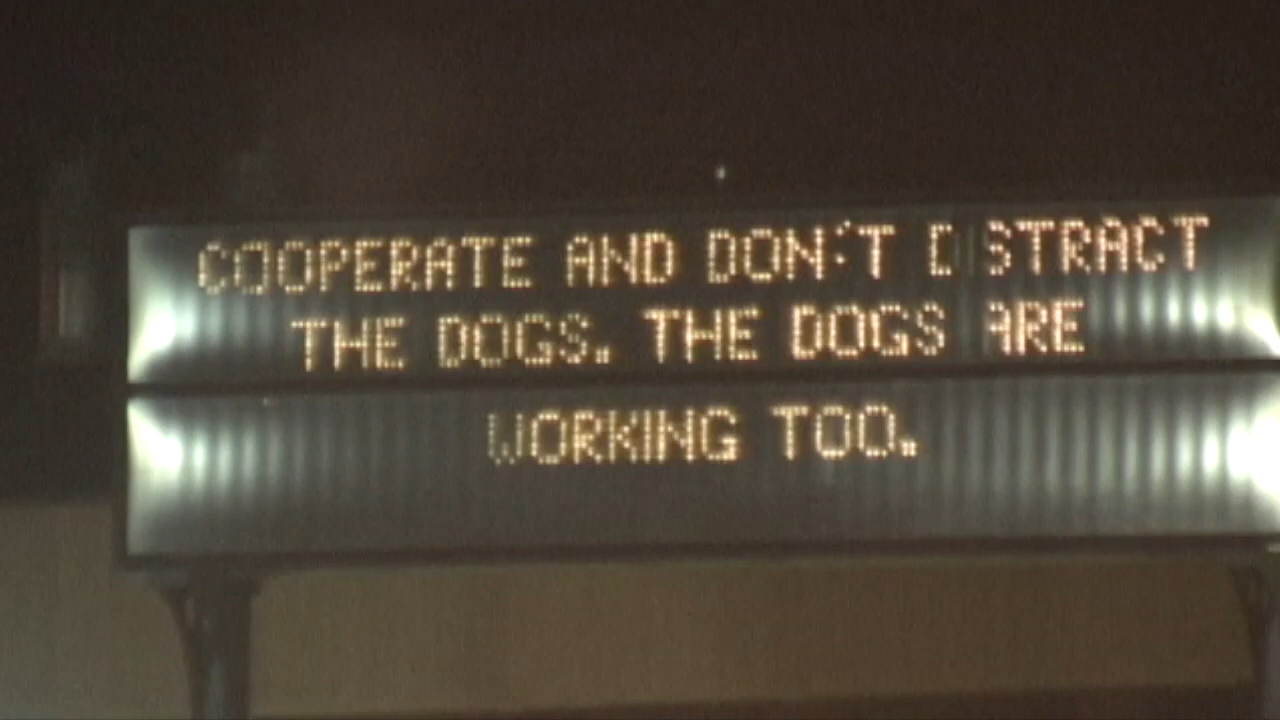 COOPERATE AND DON'T DISTRACT
THE DOGS. THE DOGS ARE
WORKING TOO.